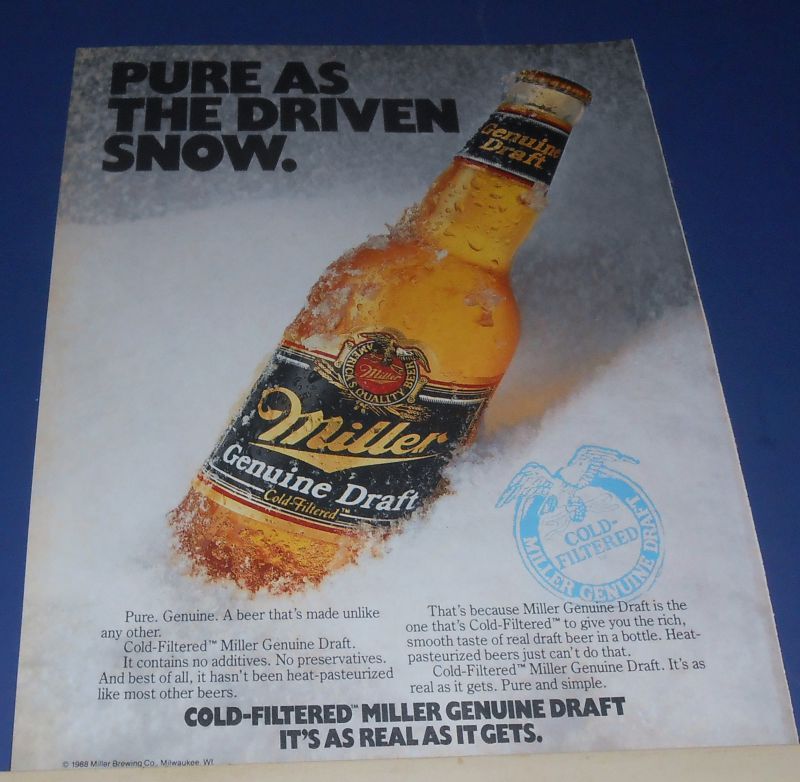 PURE AS
THE DRIVEN
SNOW.
Genuine
Draft
AMERICA'S QUALITY BEER
Miller
Miller
Genuine Draft
Cold-Filtered™
COLD-
FILTERED
MILLER GENUINE DRAFT
Pure. Genuine. A beer that's made unlike
any other.
Cold-Filtered™ Miller Genuine Draft.
It contains no additives. No preservatives.
And best of all, it hasn't been heat-pasteurized
like most other beers.
That's because Miller Genuine Draft is the
one that's Cold-Filtered™ to give you the rich,
smooth taste of real draft beer in a bottle. Heat-
pasteurized beers just can't do that.
Cold-Filtered™ Miller Genuine Draft. It's as
real as it gets. Pure and simple.
COLD-FILTERED™ MILLER GENUINE DRAFT
IT'S AS REAL AS IT GETS.
© 1988 Miller Brewing Co., Milwaukee, WI